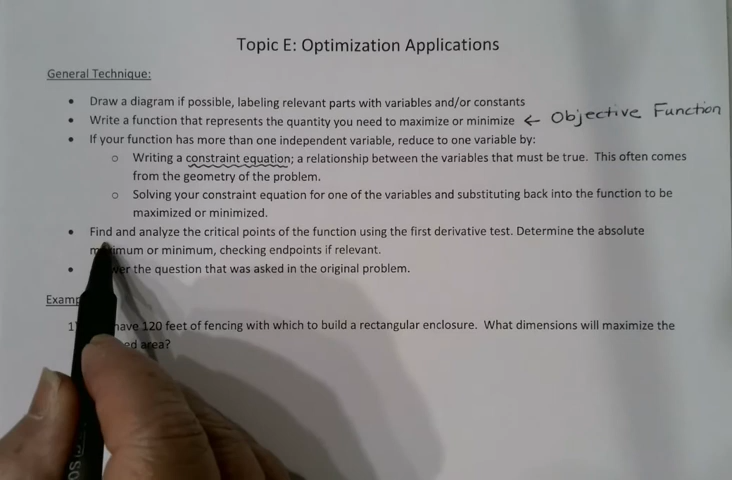 Topic E: Optimization Applications
General Technique:
• Draw a diagram if possible, labeling relevant parts with variables and/or constants
• Write a function that represents the quantity you need to maximize or minimize ← Objective Function
• If your function has more than one independent variable, reduce to one variable by:
o Writing a constraint equation; a relationship between the variables that must be true. This often comes
from the geometry of the problem.
o Solving your constraint equation for one of the variables and substituting back into the function to be
maximized or minimized.
• Find and analyze the critical points of the function using the first derivative test. Determine the absolute
or minimum, checking endpoints if relevant.
• the question that was asked in the original problem.
Examp
1) have 120 feet of fencing with which to build a rectangular enclosure. What dimensions will maximize the
ed area?